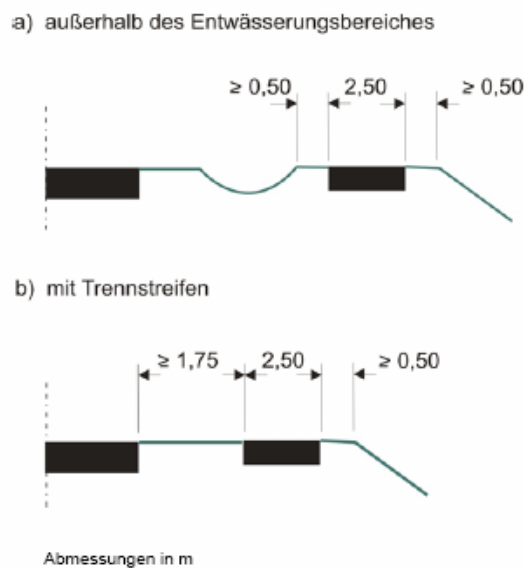 a) außerhalb des Entwässerungsbereiches
≥ 0,50 2,50 ≥ 0,50
b) mit Trennstreifen
≥ 1,75 2,50 ≥ 0,50
Abmessungen in m